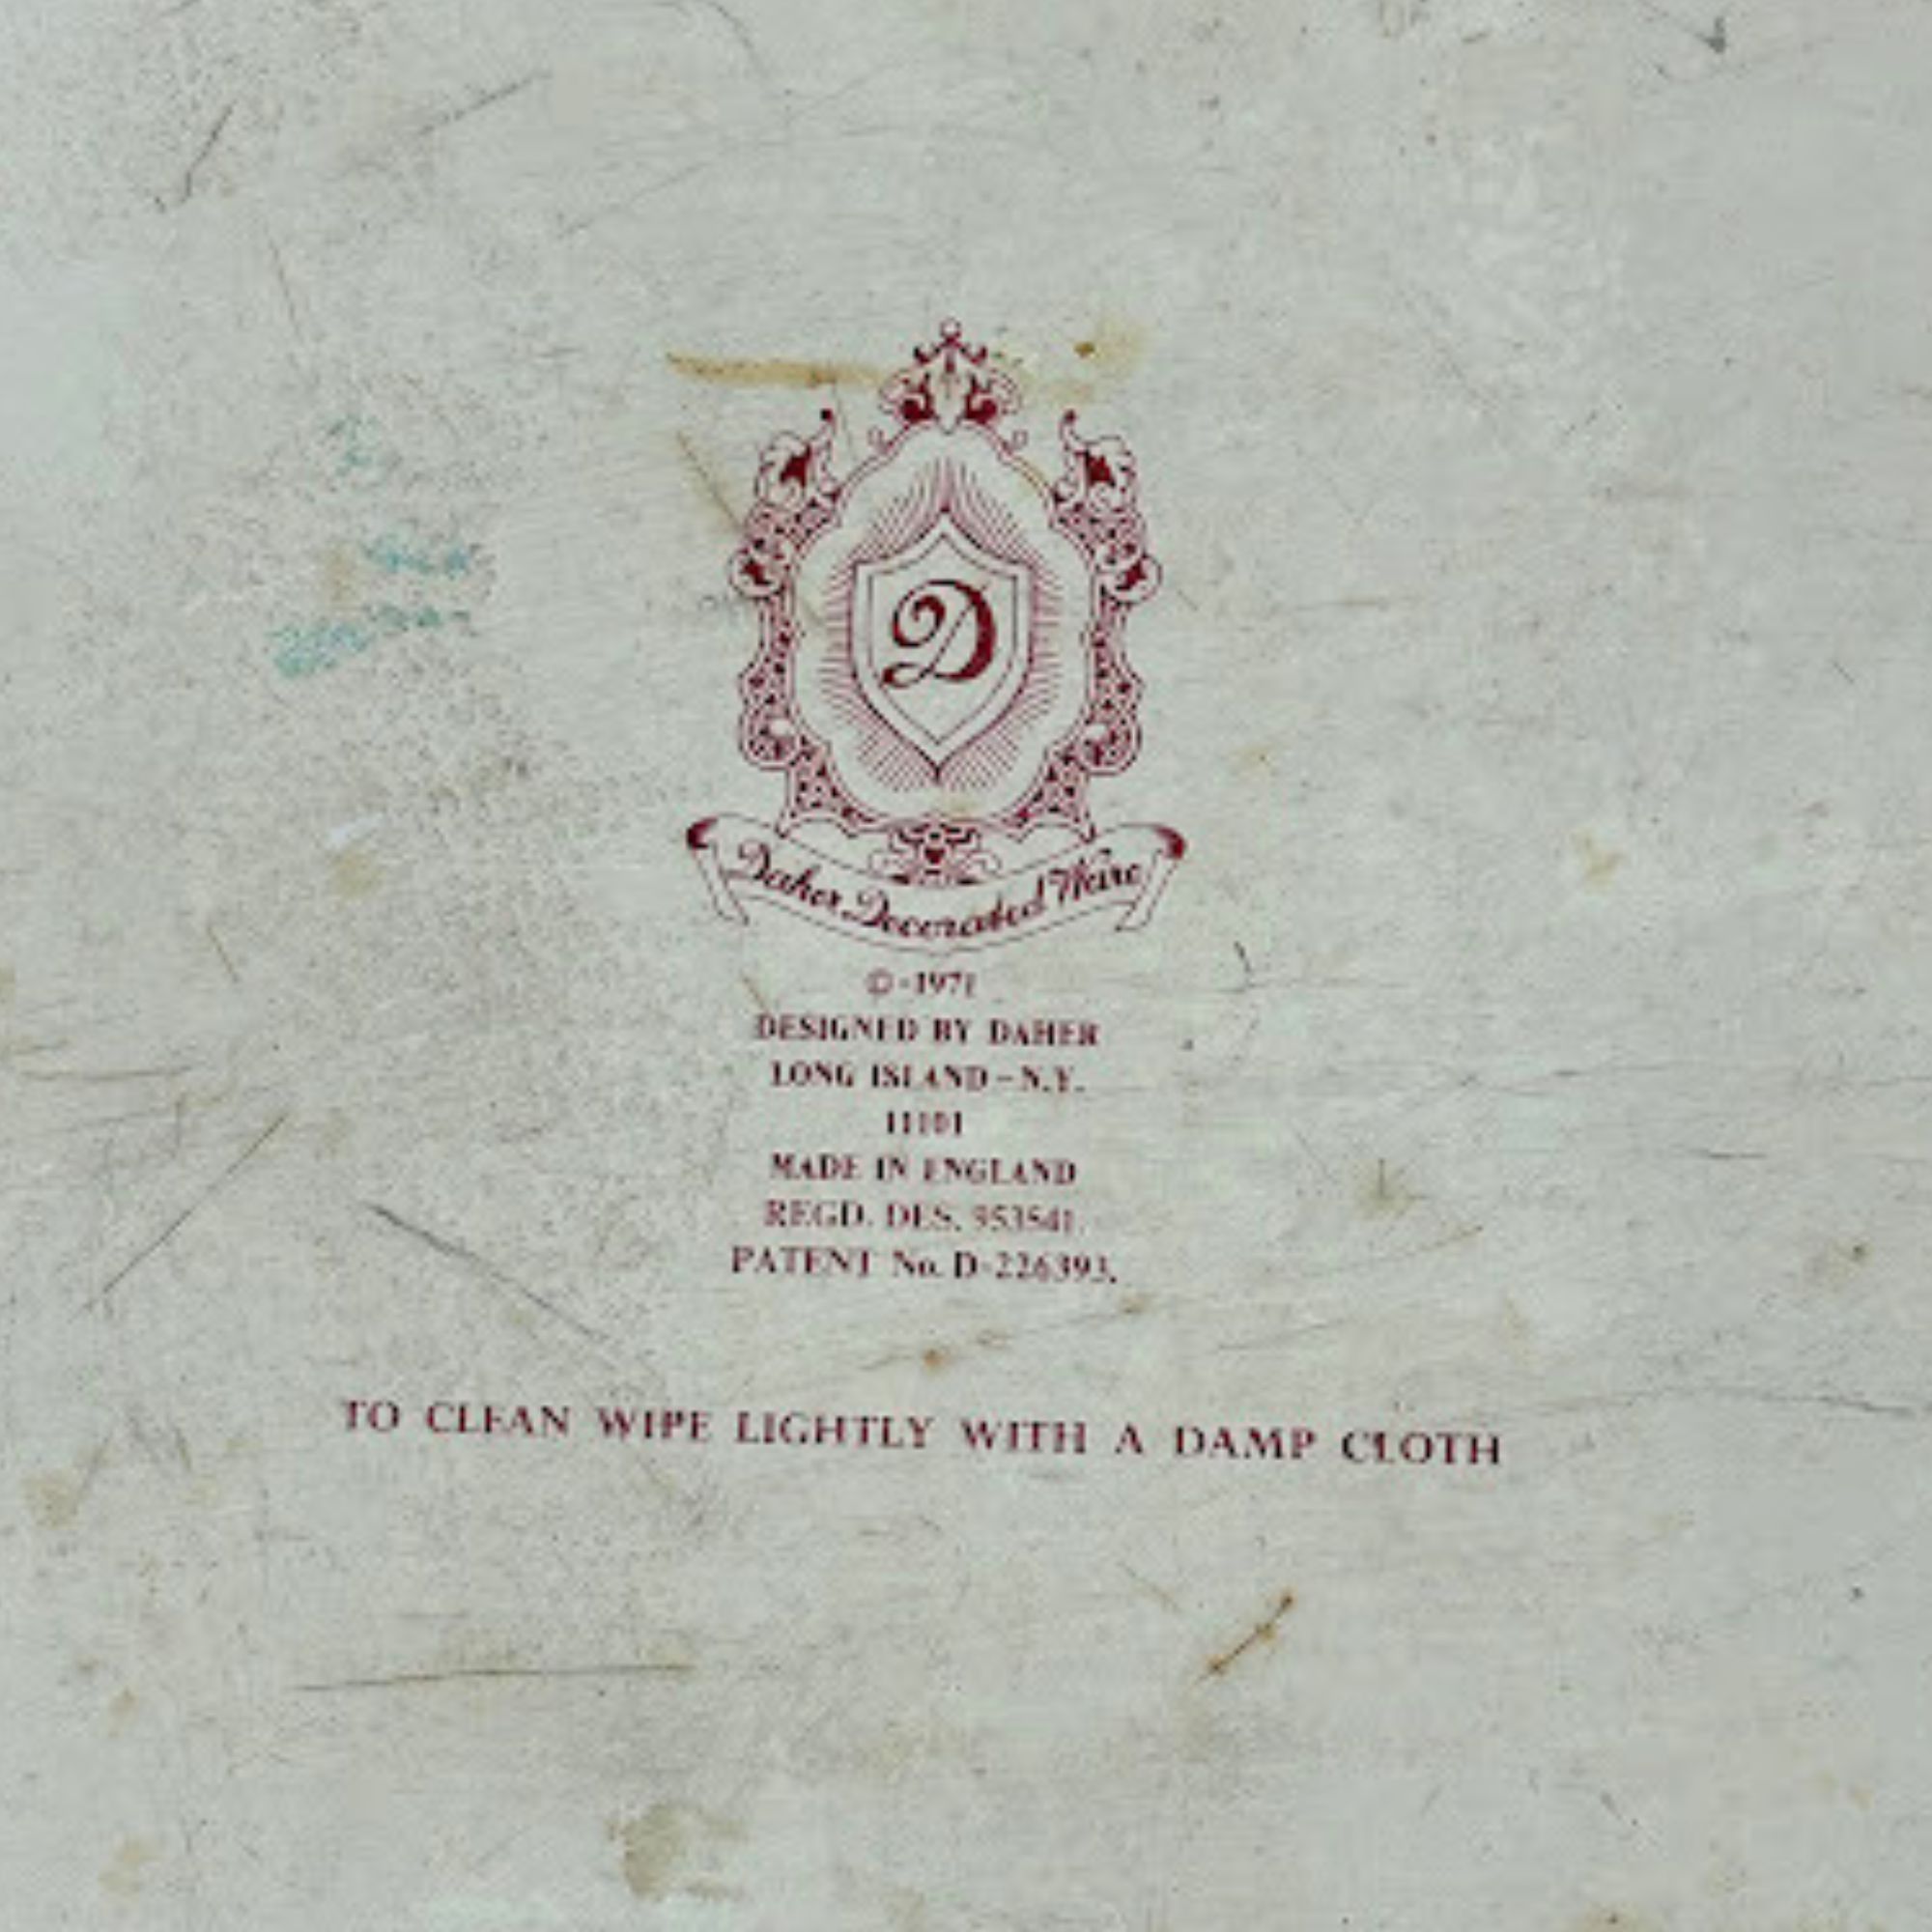 D
Daher Decorated Ware
©-1971
DESIGNED BY DAHER
LONG ISLAND-N.Y.
11101
MADE IN ENGLAND
REGD. DES. 953541.
PATENT No. D-226393.
TO CLEAN WIPE LIGHTLY WITH A DAMP CLOTH